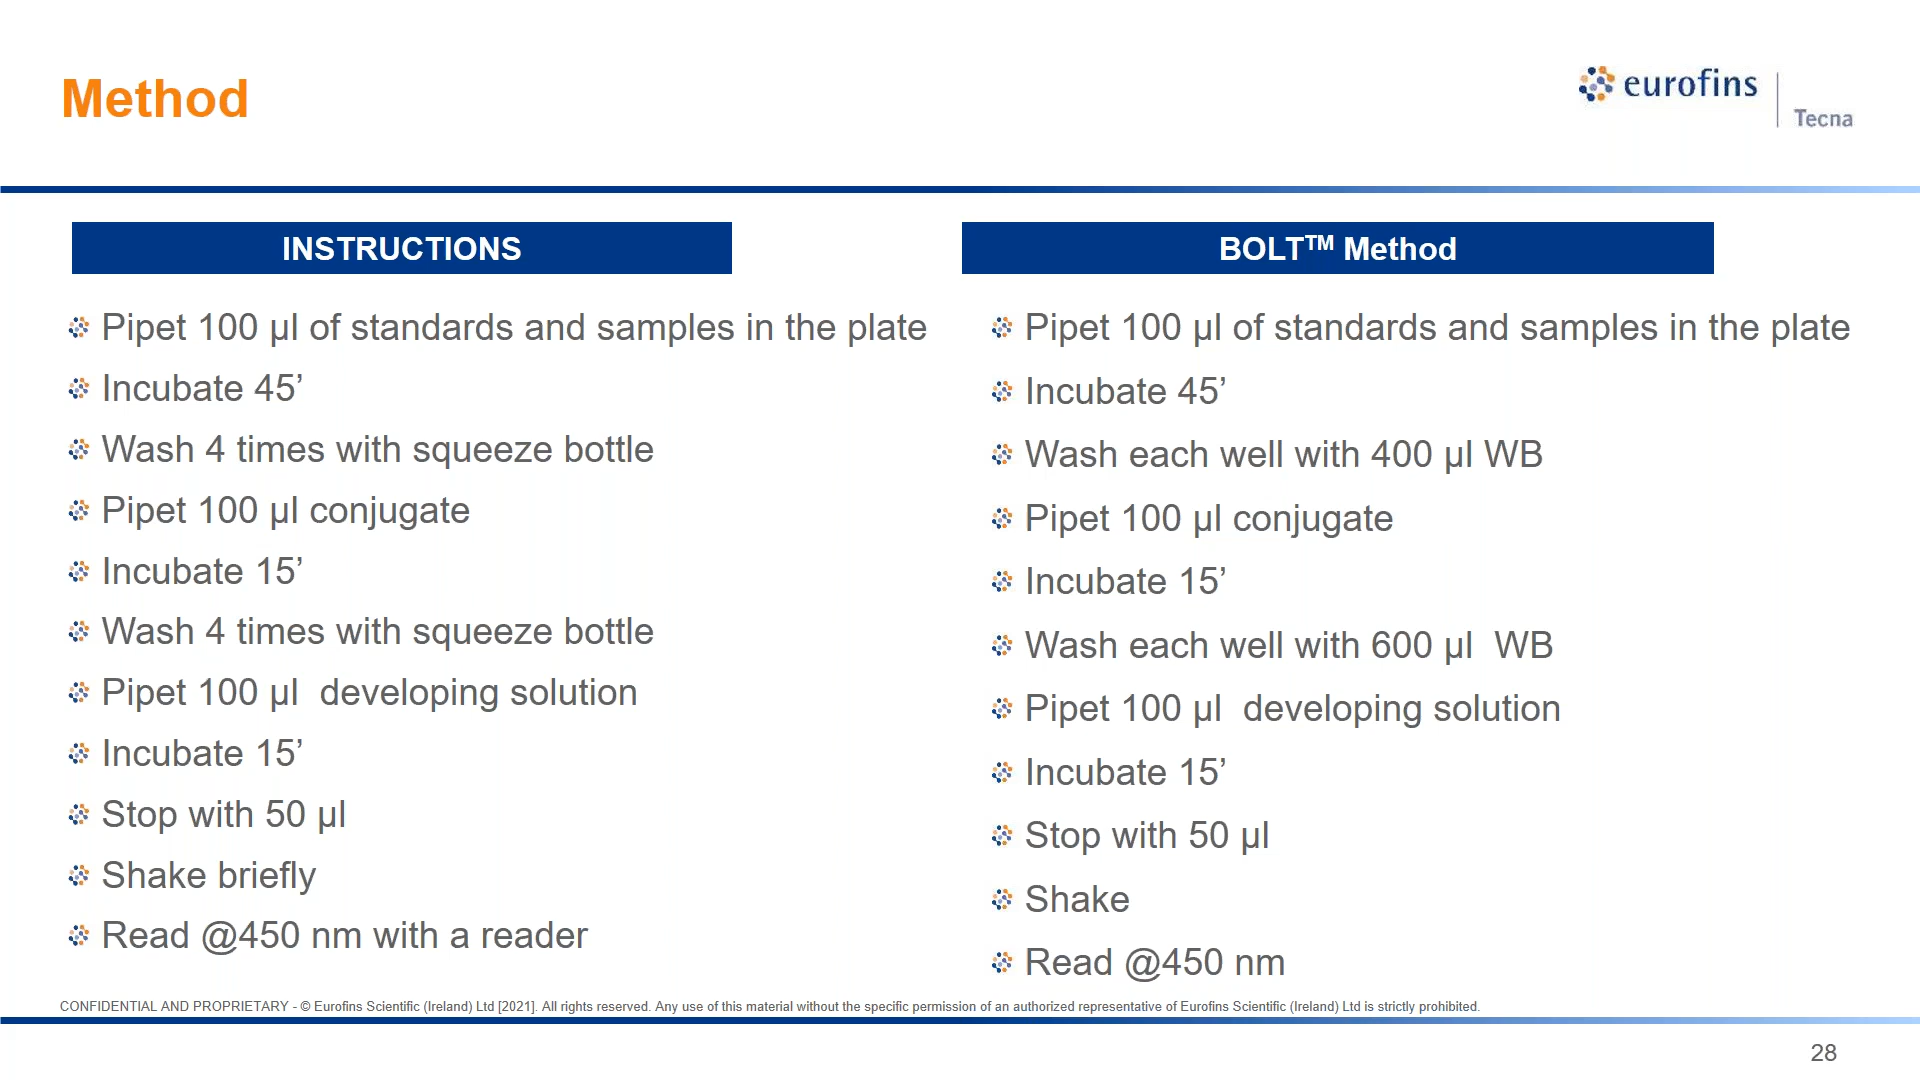 Method
eurofins
Tecna
INSTRUCTIONS
Pipet 100 µl of standards and samples in the plate
Incubate 45’
Wash 4 times with squeeze bottle
Pipet 100 µl conjugate
Incubate 15’
Wash 4 times with squeeze bottle
Pipet 100 µl  developing solution
Incubate 15’
Stop with 50 µl
Shake briefly
Read @450 nm with a reader
BOLT™ Method
Pipet 100 µl of standards and samples in the plate
Incubate 45’
Wash each well with 400 µl WB
Pipet 100 µl conjugate
Incubate 15’
Wash each well with 600 µl  WB
Pipet 100 µl  developing solution
Incubate 15’
Stop with 50 µl
Shake
Read @450 nm
CONFIDENTIAL AND PROPRIETARY - © Eurofins Scientific (Ireland) Ltd [2021]. All rights reserved. Any use of this material without the specific permission of an authorized representative of Eurofins Scientific (Ireland) Ltd is strictly prohibited.
28